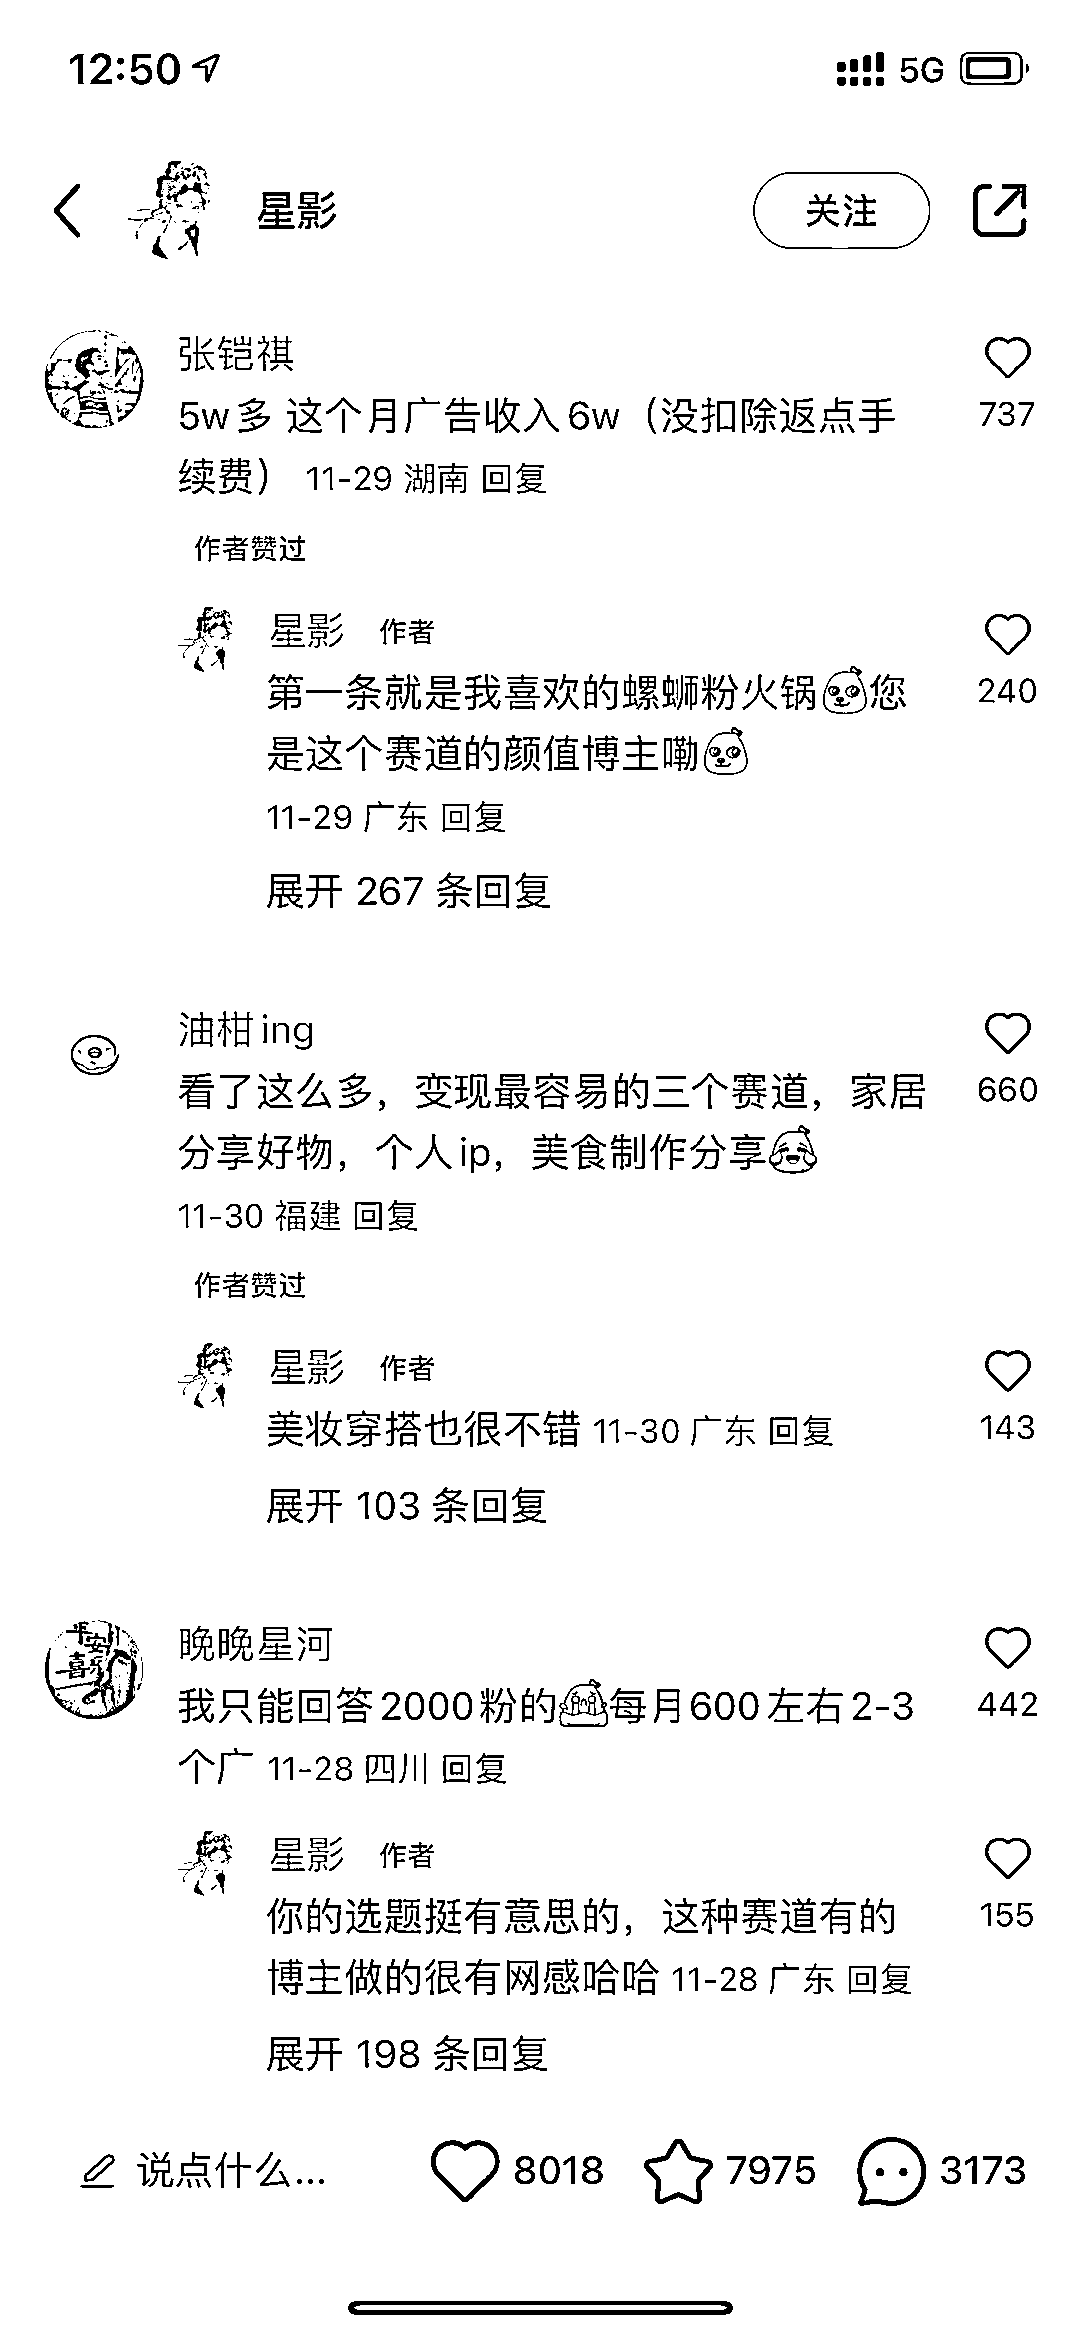 12:50 5G
星影 关注
张铠祺
5w多 这个月广告收入6w（没扣除返点手 737
续费） 11-29 湖南 回复
作者赞过
星影 作者
第一条就是我喜欢的螺蛳粉火锅您 240
是这个赛道的颜值博主嘞
11-29 广东 回复
展开 267 条回复
油柑ing
看了这么多，变现最容易的三个赛道，家居 660
分享好物，个人ip，美食制作分享
11-30 福建 回复
作者赞过
星影 作者
美妆穿搭也很不错 11-30 广东 回复 143
展开 103 条回复
平安
喜乐
晚晚星河
我只能回答2000粉的每月600左右2-3 442
个广 11-28 四川 回复
星影 作者
你的选题挺有意思的，这种赛道有的 155
博主做的很有网感哈哈 11-28 广东 回复
展开 198 条回复
说点什么... 8018 7975 3173